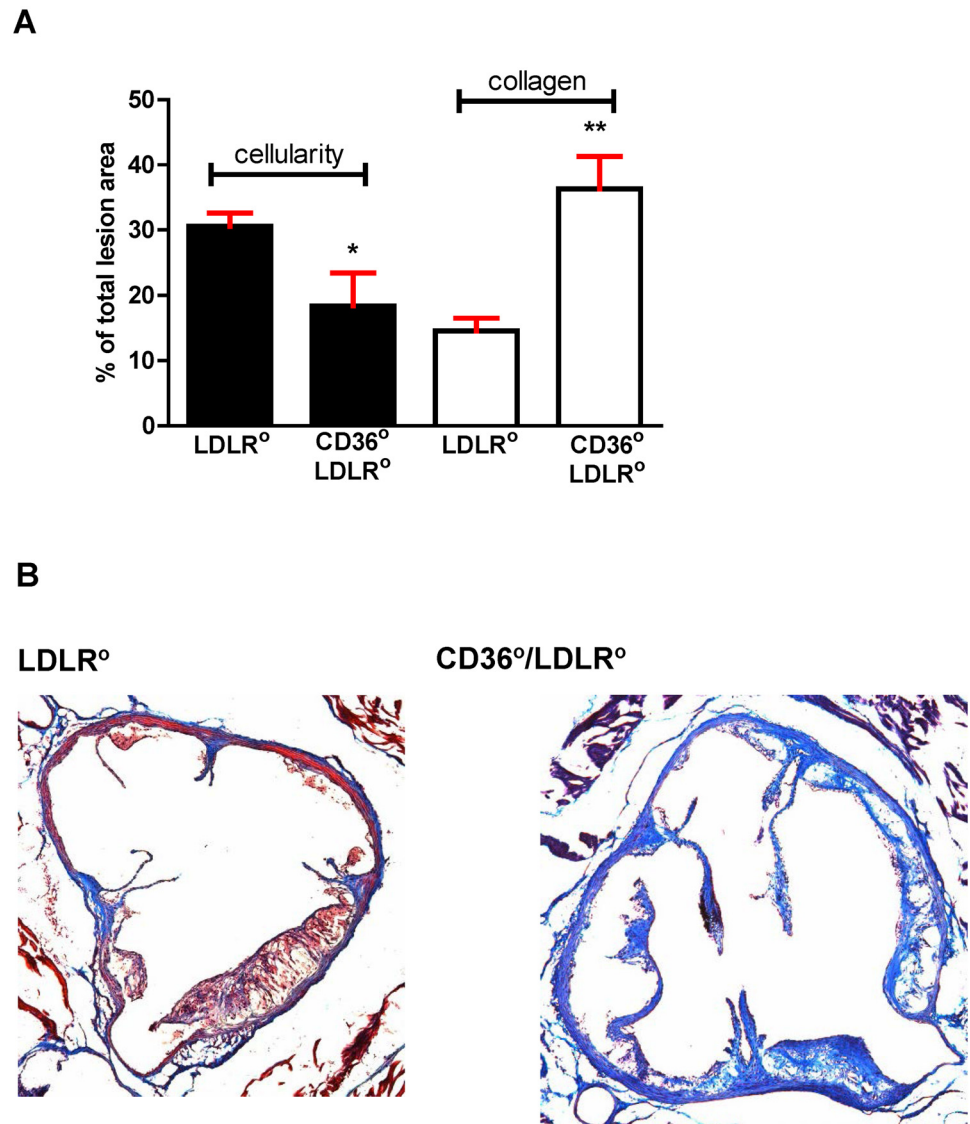 A
collagen
cellularity
**
*
% of total lesion area
50
40
30
20
10
0
LDLRº
CD36º
LDLRº
LDLRº
CD36º
LDLRº
B
LDLRº
CD36º/LDLRº